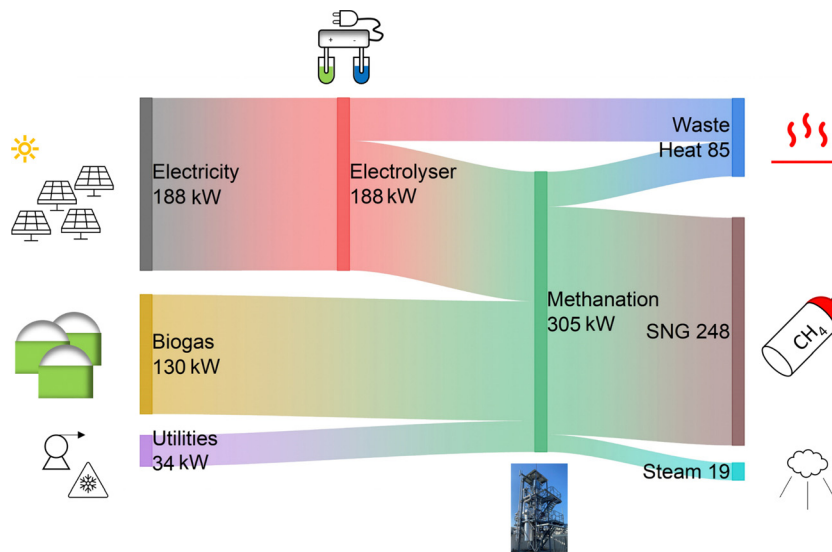 + -
Electricity
188 kW
Electrolyser
188 kW
Waste
Heat 85
Biogas
130 kW
Methanation
305 kW
SNG 248
CH4
Utilities
34 kW
Steam 19